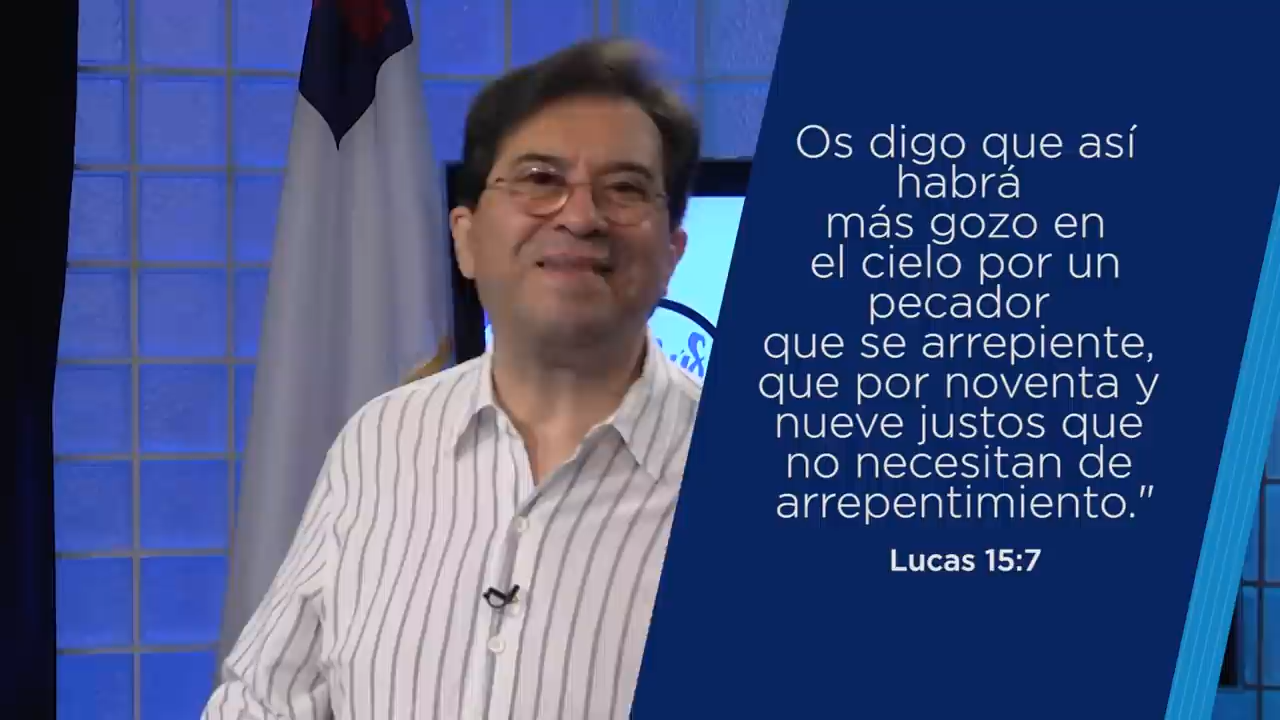 Os digo que así
habrá
más gozo en
el cielo por un
pecador
que se arrepiente,
que por noventa y
nueve justos que
no necesitan de
arrepentimiento."
Lucas 15:7